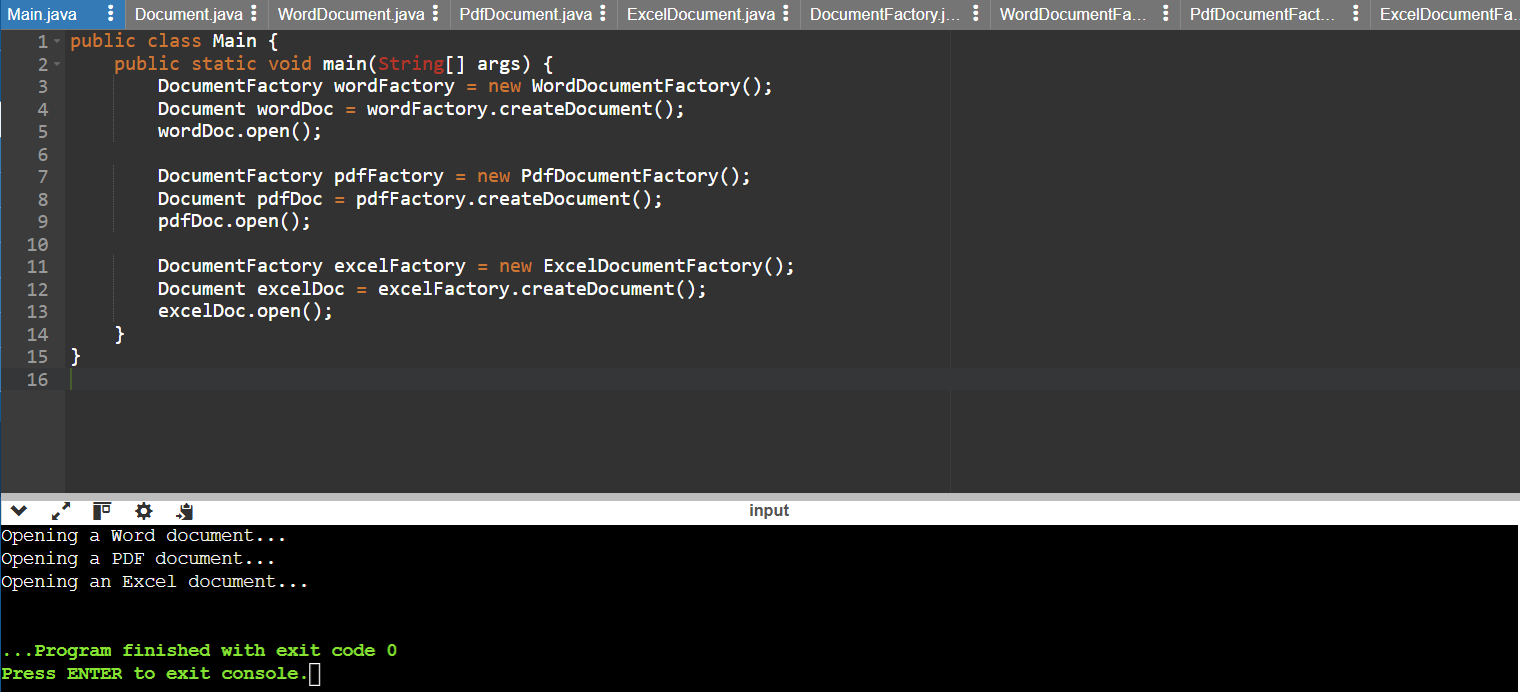 Main.java Document.java WordDocument.java PdfDocument.java ExcelDocument.java DocumentFactory.j... WordDocumentFa... PdfDocumentFact... ExcelDocumentFa...
1 public class Main {
2     public static void main(String[] args) {
3         DocumentFactory wordFactory = new WordDocumentFactory();
4         Document wordDoc = wordFactory.createDocument();
5         wordDoc.open();
6
7         DocumentFactory pdfFactory = new PdfDocumentFactory();
8         Document pdfDoc = pdfFactory.createDocument();
9         pdfDoc.open();
10
11         DocumentFactory excelFactory = new ExcelDocumentFactory();
12         Document excelDoc = excelFactory.createDocument();
13         excelDoc.open();
14     }
15 }
16
input
Opening a Word document...
Opening a PDF document...
Opening an Excel document...
...Program finished with exit code 0
Press ENTER to exit console.